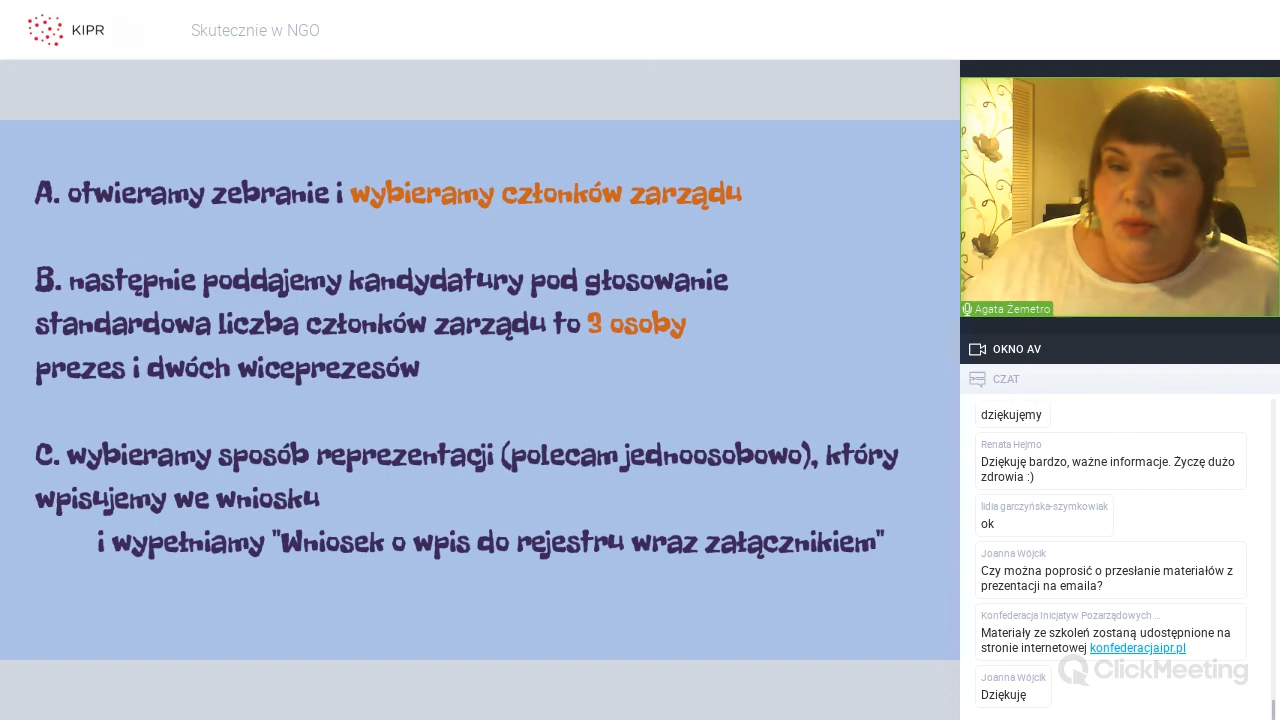 KIPR
Skutecznie w NGO
A. otwieramy zebranie i wybieramy członków zarządu
B. następnie poddajemy kandydatury pod głosowanie
standardowa liczba członków zarządu to 3 osoby
prezes i dwóch wiceprezesów
C. wybieramy sposób reprezentacji (polecam jednoosobowo), który
wpisujemy we wniosku
i wypełniamy "Wniosek o wpis do rejestru wraz załącznikiem"
Agata Żemetro
OKNO AV
CZAT
dziękujęmy
Renata Hejmo
Dziękuję bardzo, ważne informacje. Życzę dużo
zdrowia :)
lidia garczyńska-szymkowiak
ok
Joanna Wójcik
Czy można poprosić o przesłanie materiałów z
prezentacji na emaila?
Konfederacja Inicjatyw Pozarządowych ...
Materiały ze szkoleń zostaną udostępnione na
stronie internetowej konfederacjaipr.pl
ClickMeeting
Joanna Wójcik
Dziękuję